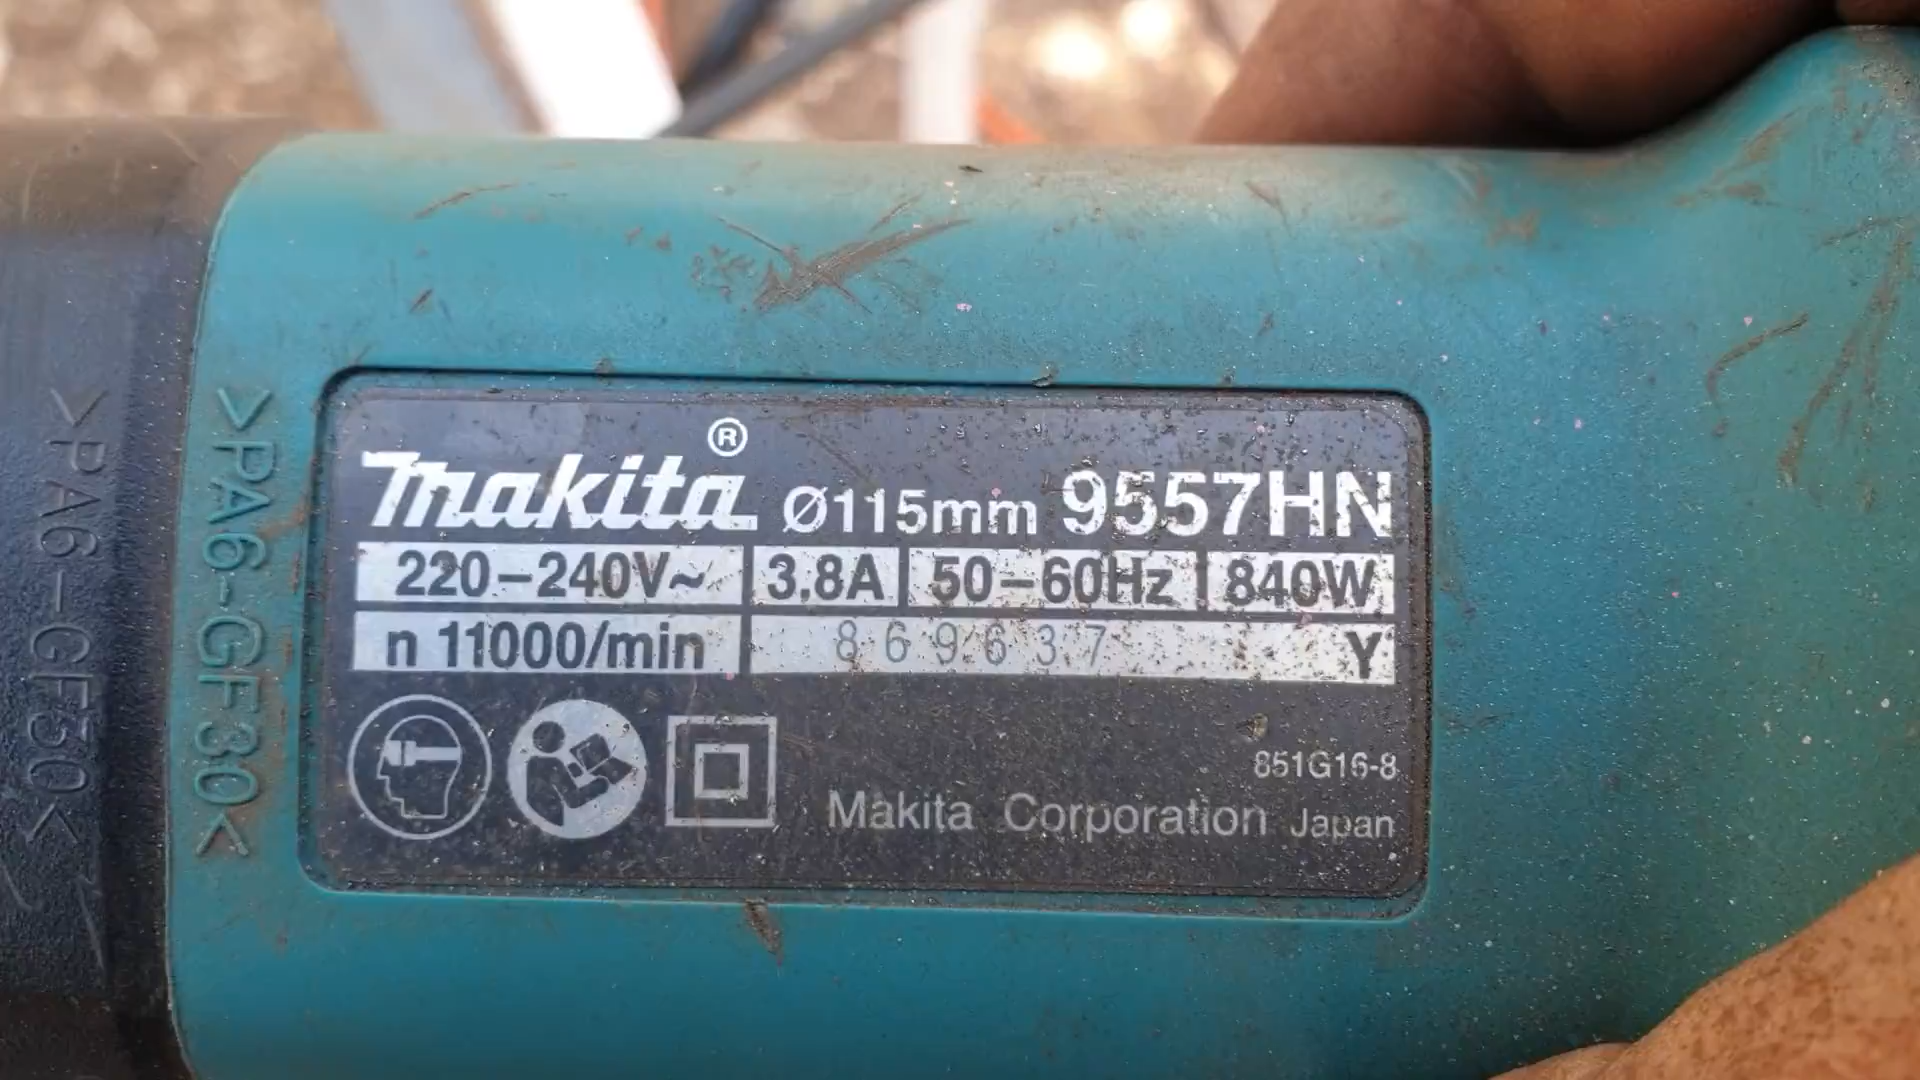 makita® Ø115mm 9557HN
220–240V~ 3.8A 50–60Hz 840W
n 11000/min 869637 Y
851G16-8
Makita Corporation Japan
>PA6-GF30<
>PA6-GF30<